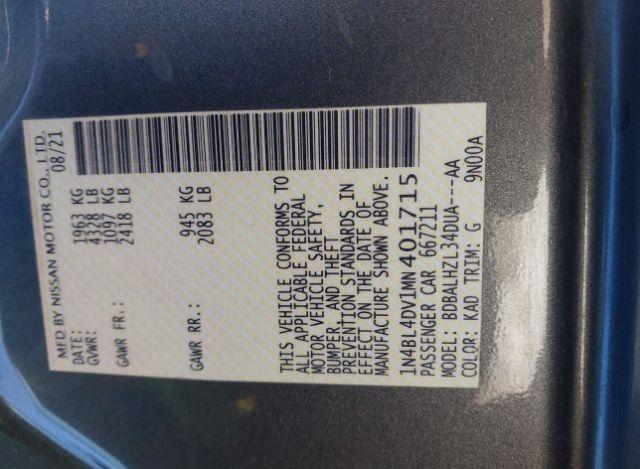 MFD BY NISSAN MOTOR CO., LTD.
DATE: 08/21
GVWR: 1963 KG
4328 LB
GAWR FR.: 1097 KG
2418 LB
GAWR RR.: 945 KG
2083 LB
THIS VEHICLE CONFORMS TO
ALL APPLICABLE FEDERAL
MOTOR VEHICLE SAFETY,
BUMPER, AND THEFT
PREVENTION STANDARDS IN
EFFECT ON THE DATE OF
MANUFACTURE SHOWN ABOVE.
1N4BL4DV1MN401715
PASSENGER CAR 667211
MODEL: BDBALHZL34DUA---AA
COLOR: KAD TRIM: G 9N00A